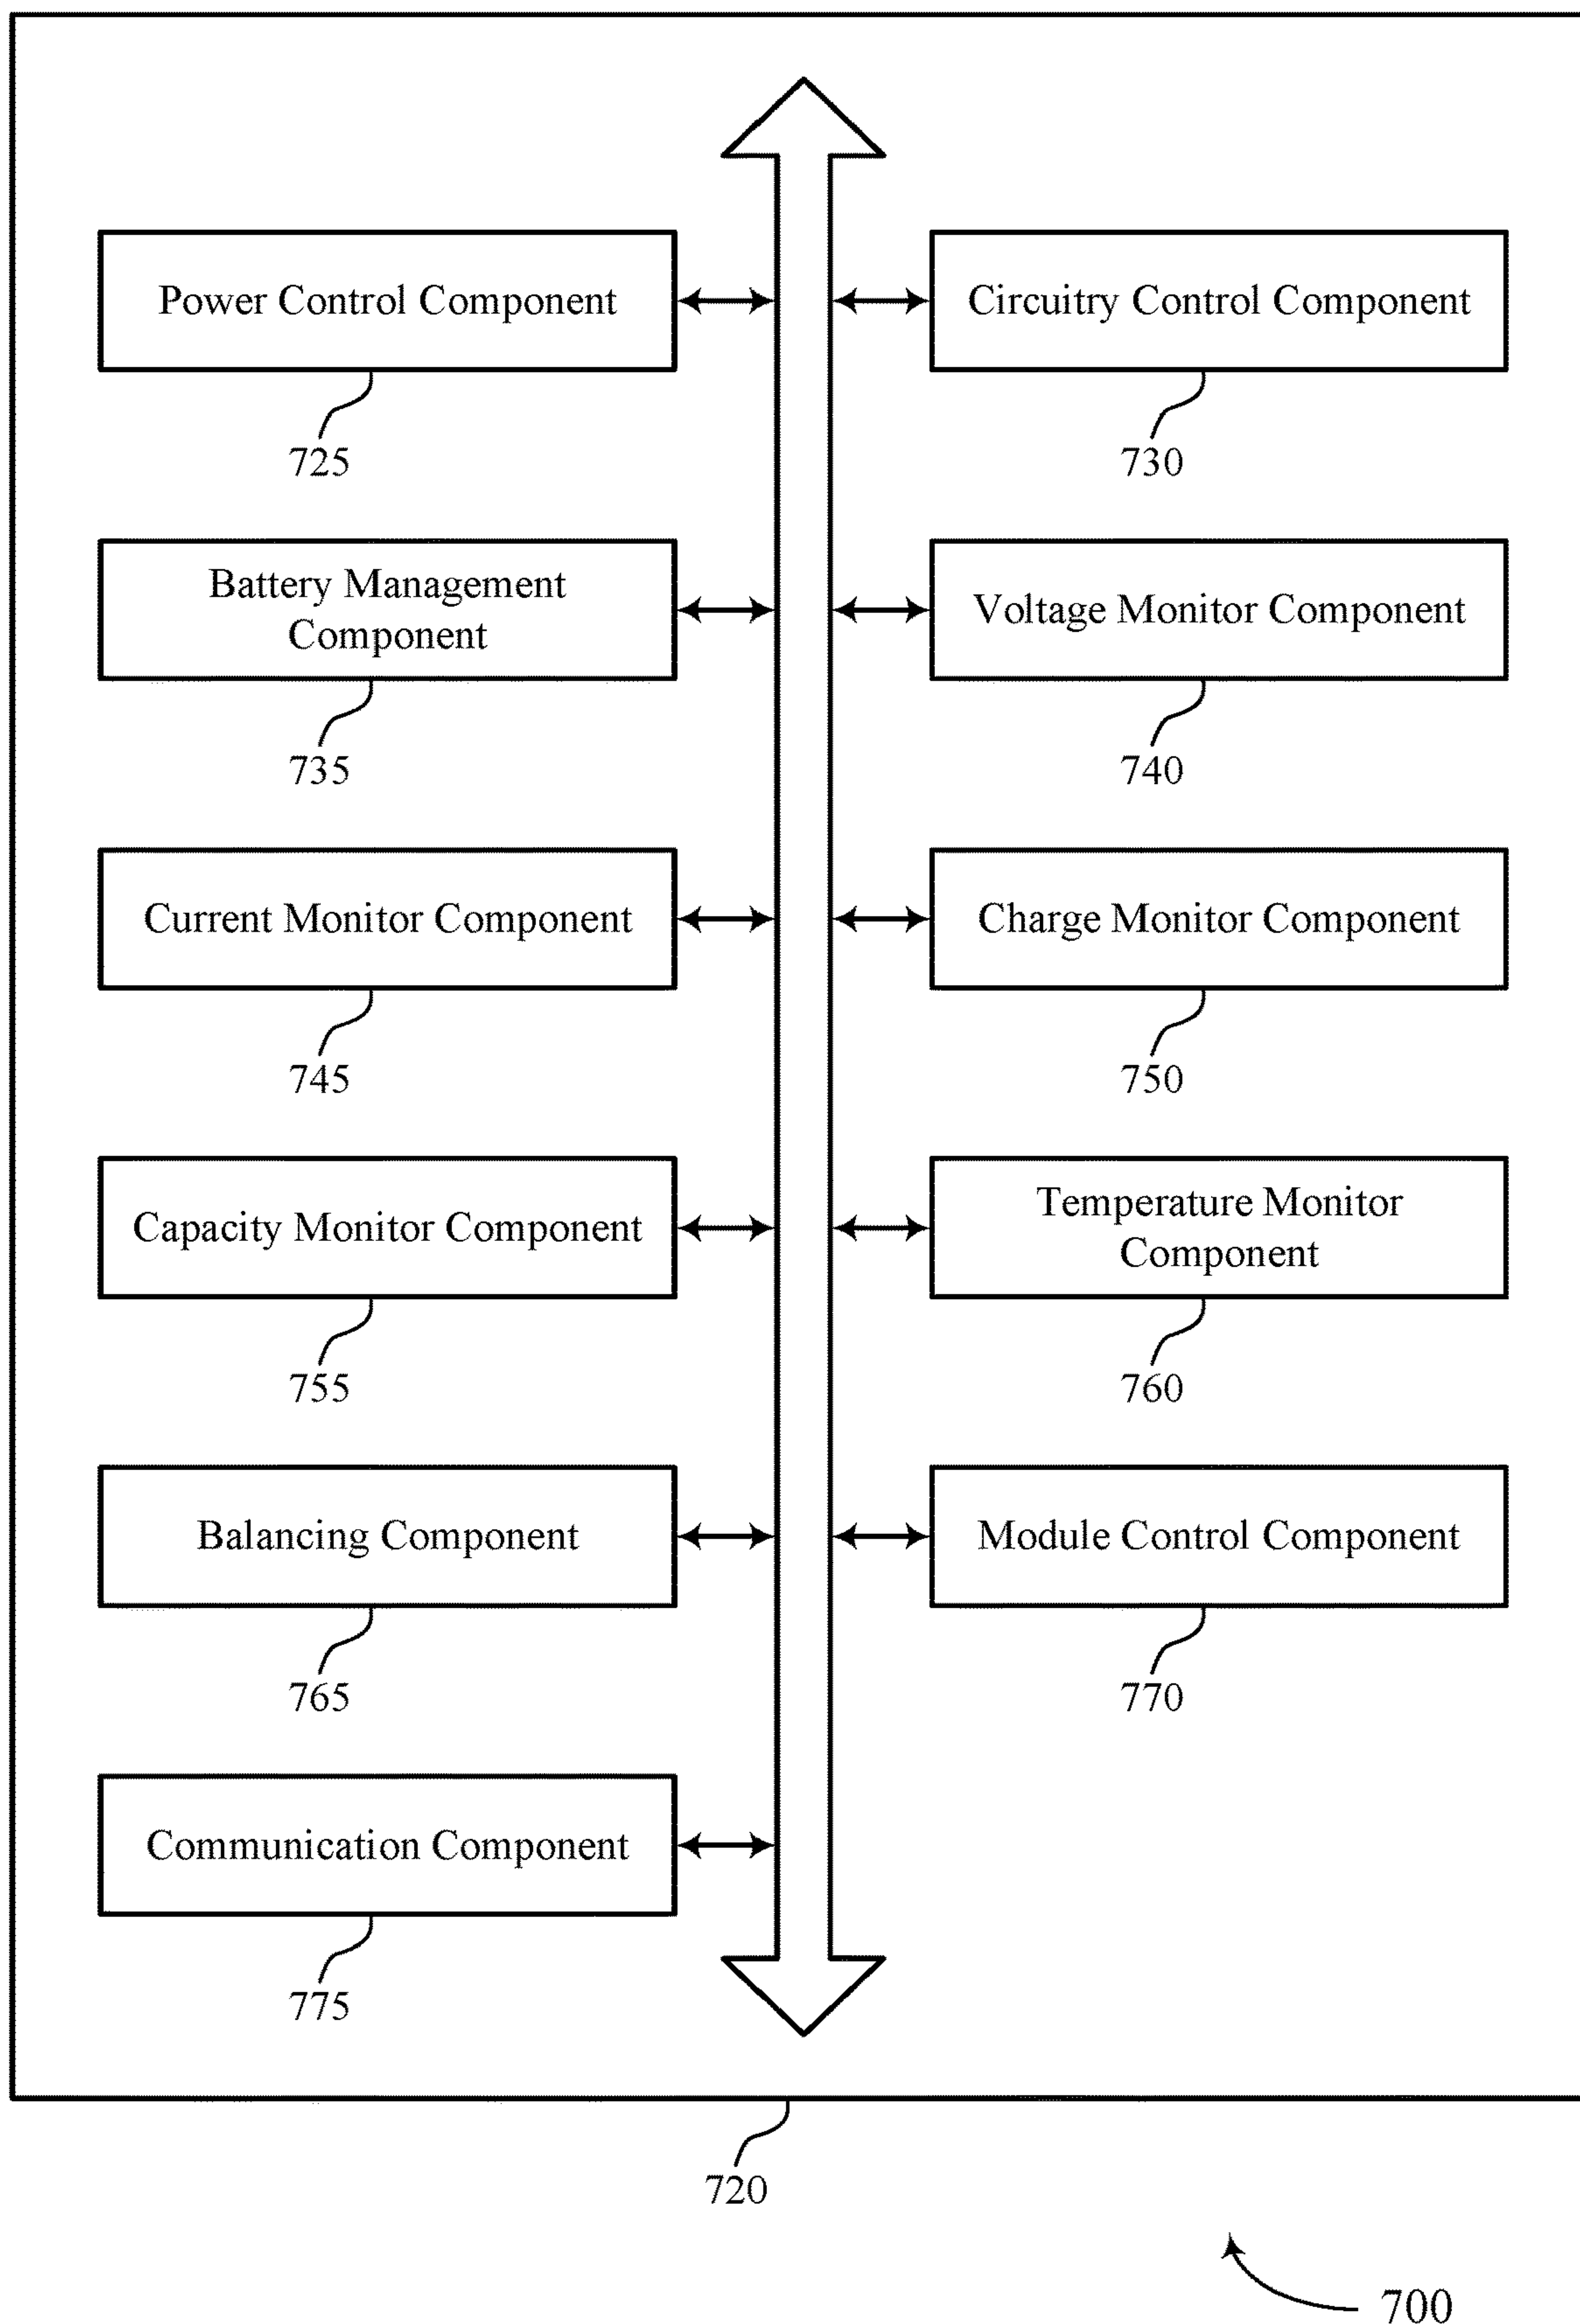 Power Control Component
Circuitry Control Component
725
730
Battery Management
Component
Voltage Monitor Component
735
740
Current Monitor Component
Charge Monitor Component
745
750
Capacity Monitor Component
Temperature Monitor
Component
755
760
Balancing Component
Module Control Component
765
770
Communication Component
775
720
700